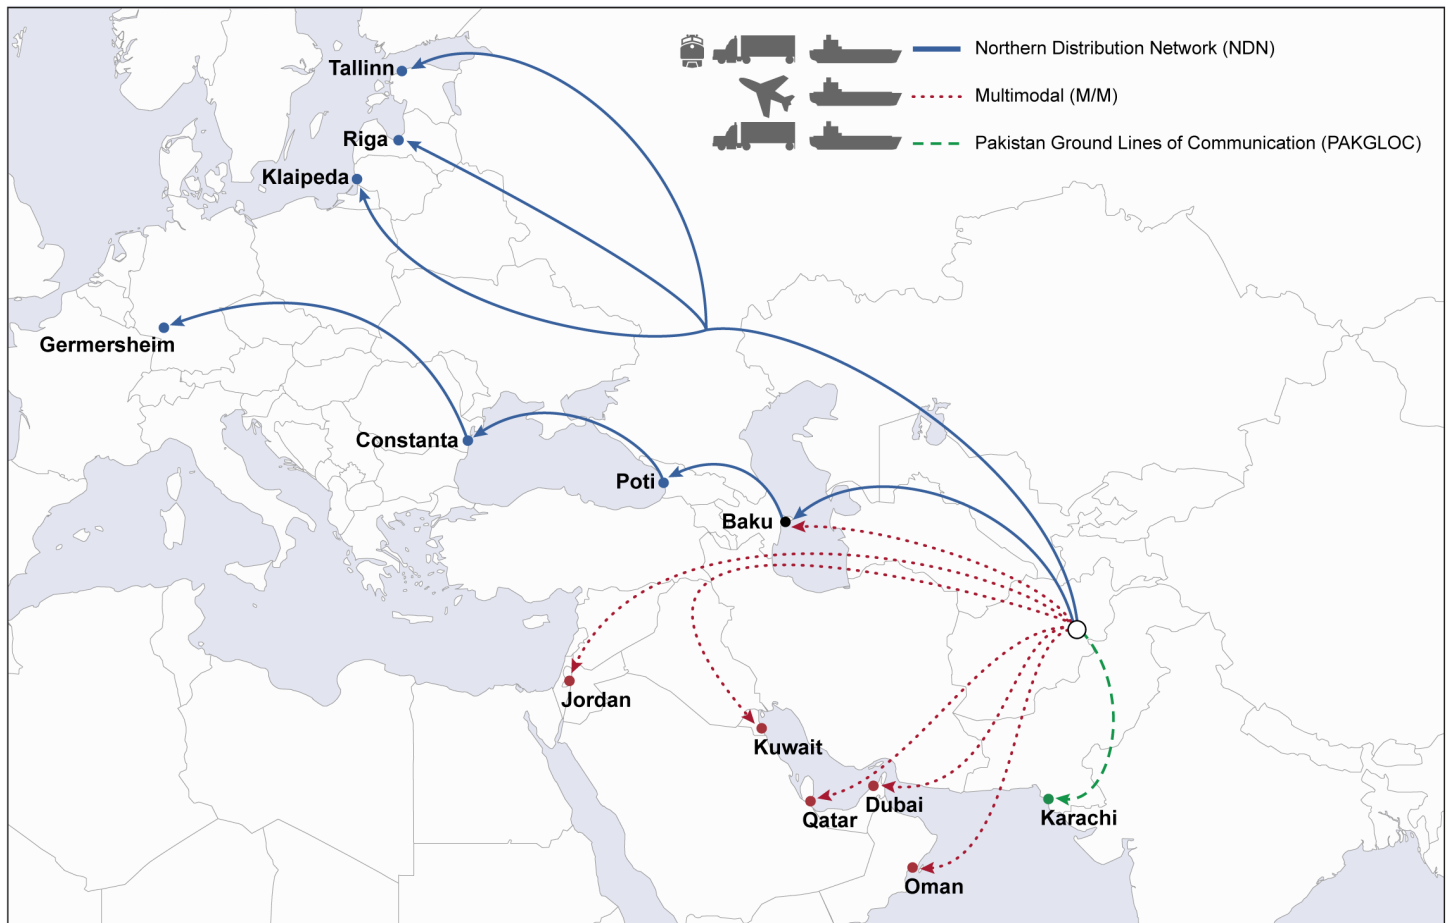 Northern Distribution Network (NDN)
Tallinn
Multimodal (M/M)
Riga
Pakistan Ground Lines of Communication (PAKGLOC)
Klaipeda
Germersheim
Constanta
Poti
Baku
Jordan
Kuwait
Dubai
Qatar
Karachi
Oman